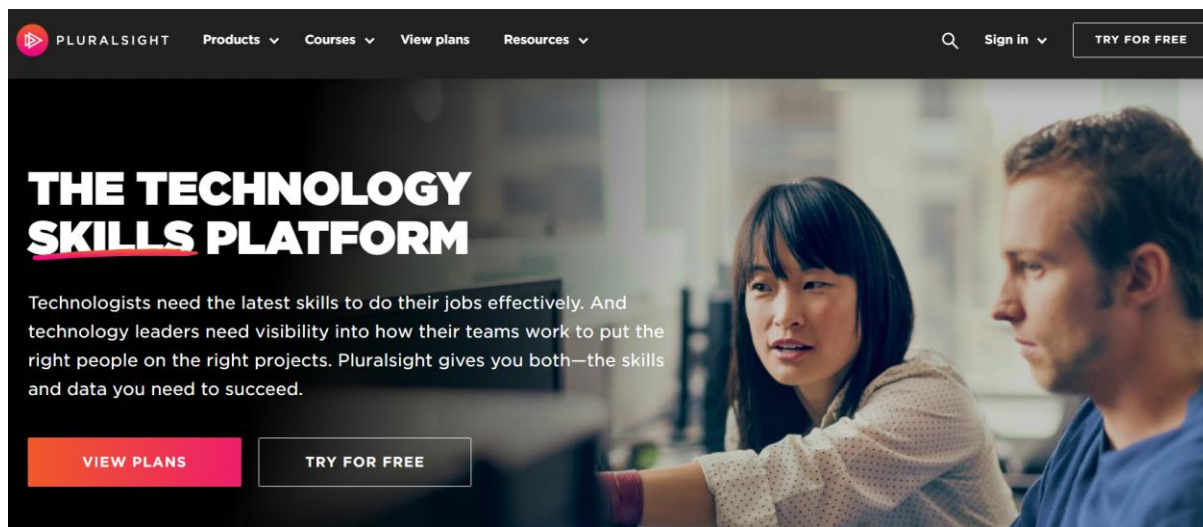 PLURALSIGHT Products Courses View plans Resources Sign in TRY FOR FREE
THE TECHNOLOGY
SKILLS PLATFORM
Technologists need the latest skills to do their jobs effectively. And
technology leaders need visibility into how their teams work to put the
right people on the right projects. Pluralsight gives you both—the skills
and data you need to succeed.
VIEW PLANS TRY FOR FREE